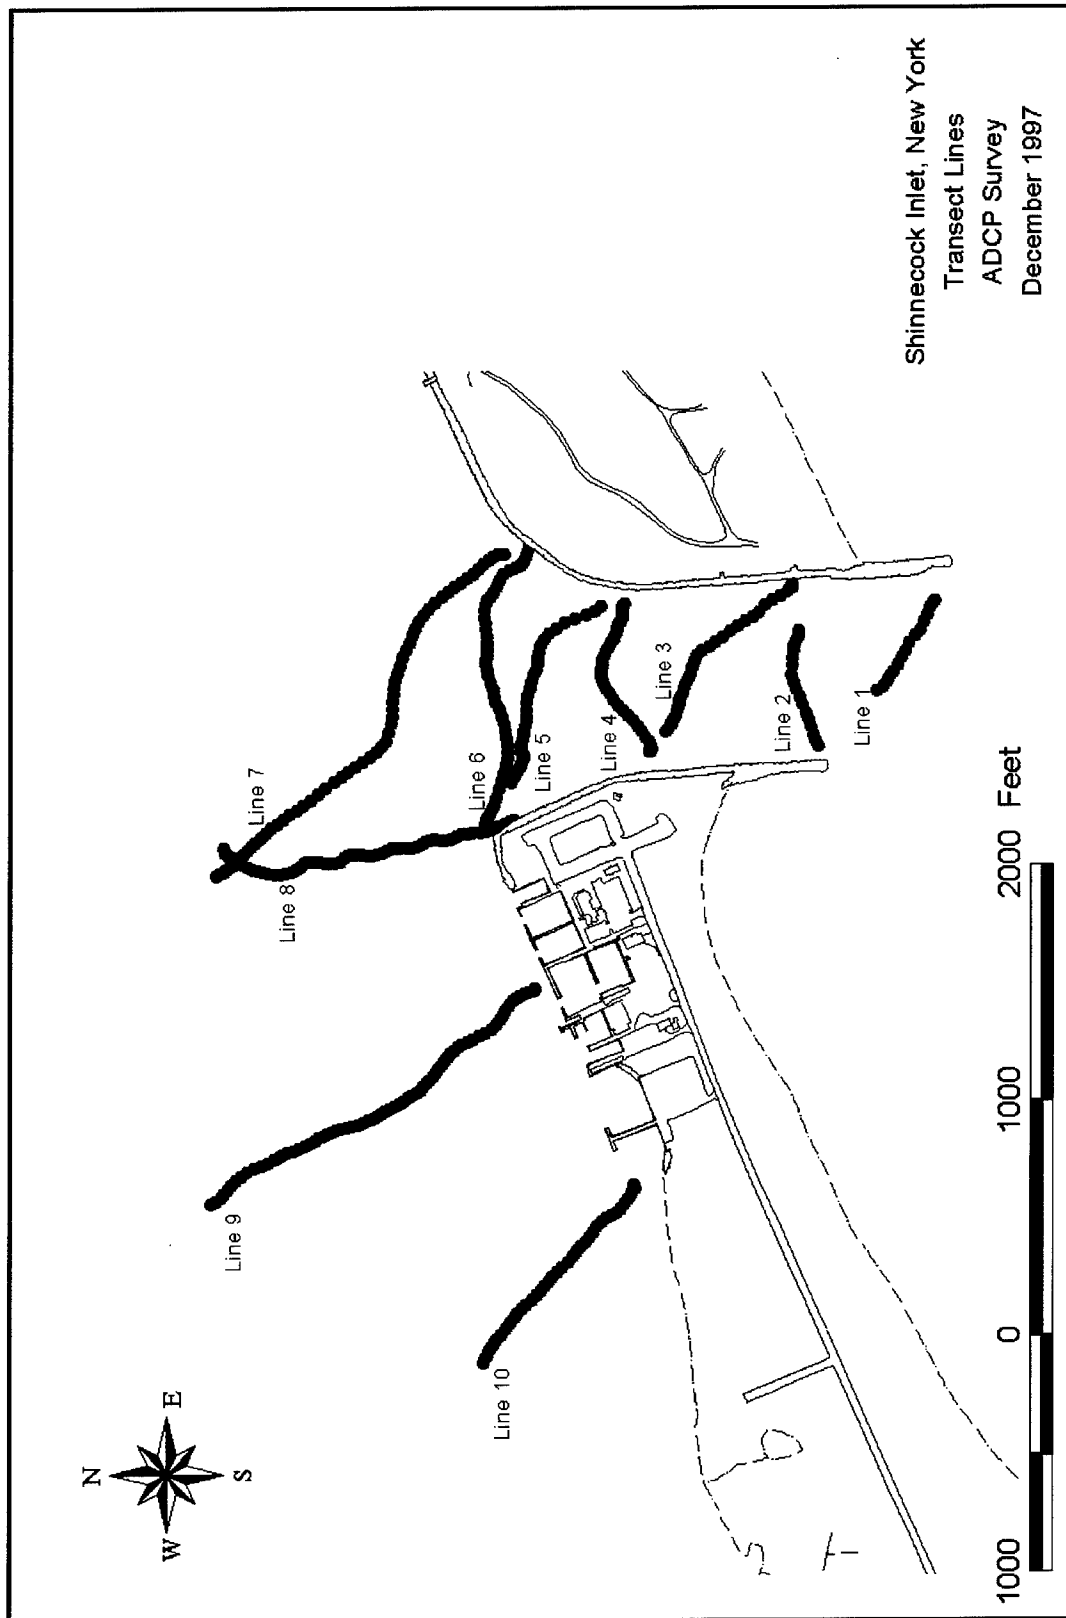 N
W
E
S
Line 7
Line 8
Line 9
Line 6
Line 5
Line 10
Line 4
Line 3
Line 2
Line 1
Shinnecock Inlet, New York
Transect Lines
ADCP Survey
December 1997
1000 0 1000 2000 Feet